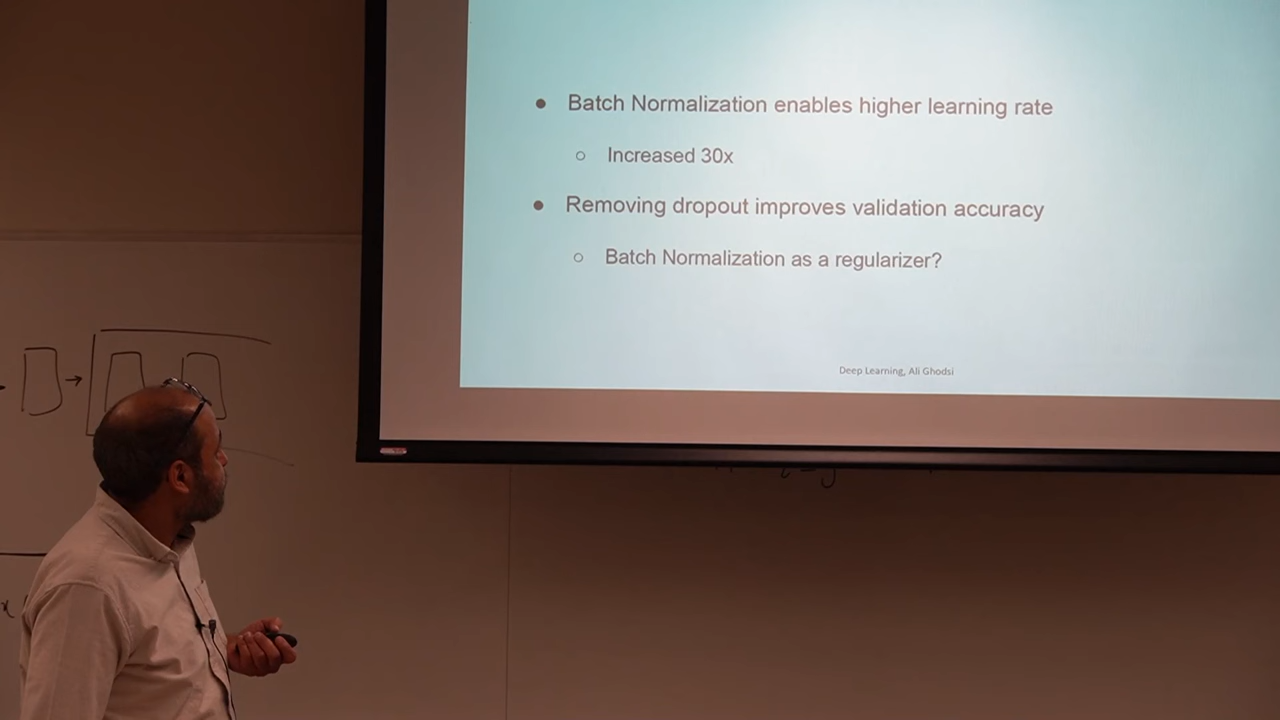 ● Batch Normalization enables higher learning rate
○ Increased 30x
● Removing dropout improves validation accuracy
○ Batch Normalization as a regularizer?
Deep Learning, Ali Ghodsi
x